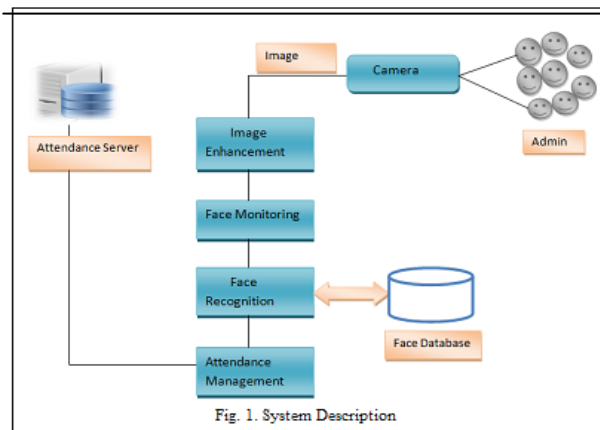 Image
Camera
Admin
Attendance Server
Image
Enhancement
Face Monitoring
Face
Recognition
Face Database
Attendance
Management
Fig. 1. System Description